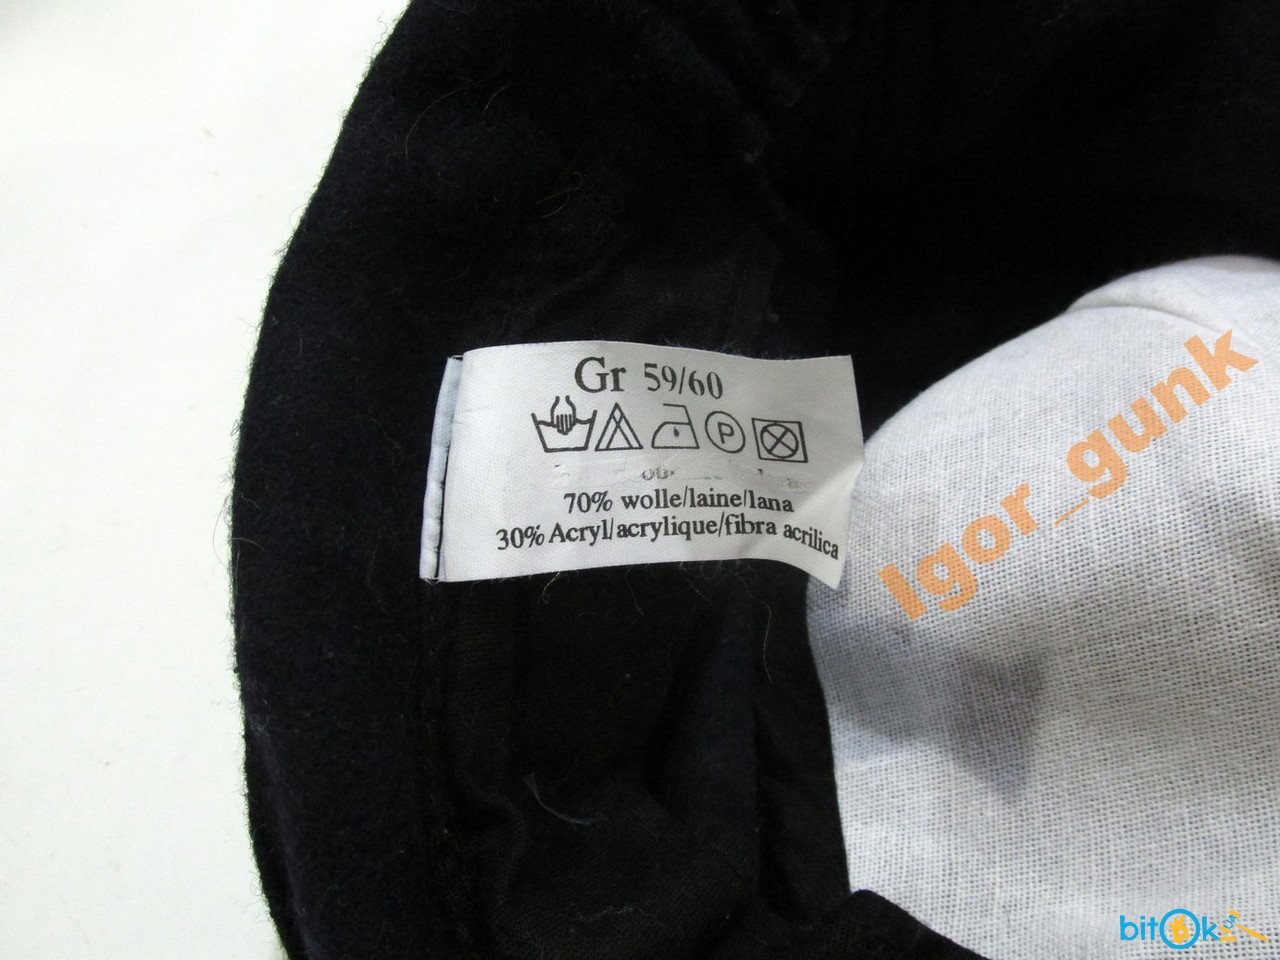 Gr 59/60
P
70% wolle/laine/lana
30% Acryl/acrylique/fibra acrilica
Igor_gunk
bitOk